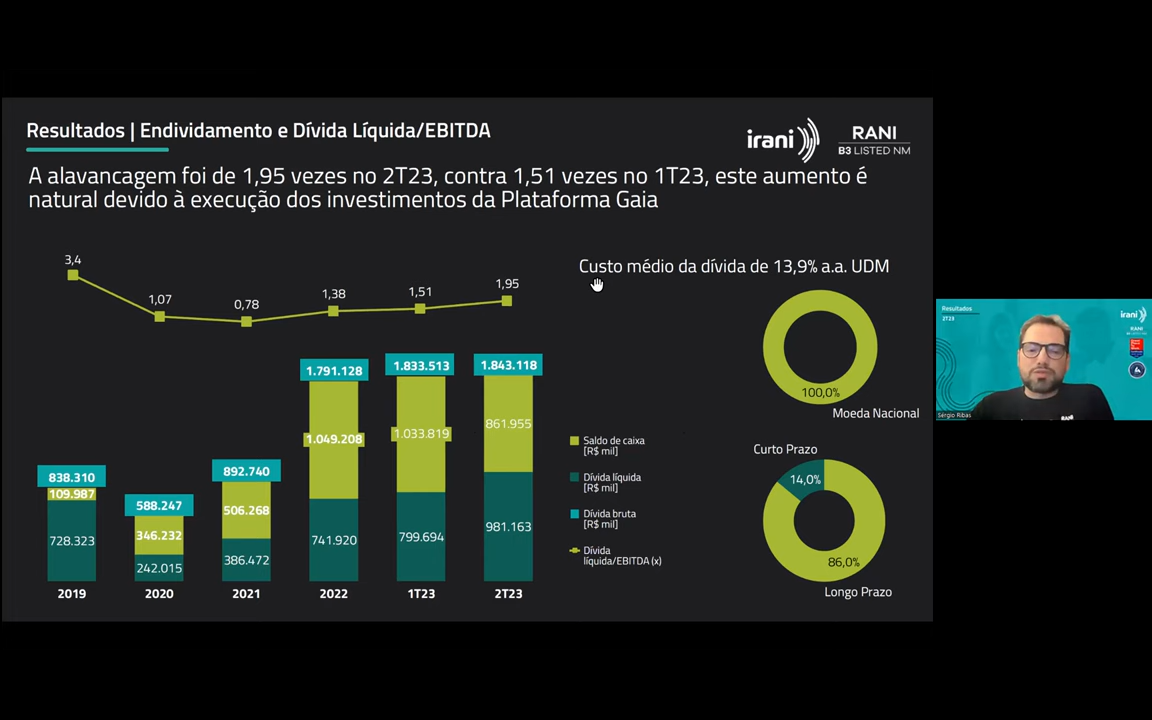 Resultados | Endividamento e Dívida Líquida/EBITDA
irani
RANI
B3 LISTED NM
A alavancagem foi de 1,95 vezes no 2T23, contra 1,51 vezes no 1T23, este aumento é
natural devido à execução dos investimentos da Plataforma Gaia
3,4
1,07
0,78
1,38
1,51
1,95
838.310
109.987
728.323
588.247
346.232
242.015
892.740
506.268
386.472
1.791.128
1.049.208
741.920
1.833.513
1.033.819
799.694
1.843.118
861.955
981.163
2019
2020
2021
2022
1T23
2T23
Saldo de caixa
[R$ mil]
Dívida líquida
[R$ mil]
Dívida bruta
[R$ mil]
Dívida
líquida/EBITDA (x)
Custo médio da dívida de 13,9% a.a. UDM
100,0%
Moeda Nacional
Curto Prazo
14,0%
86,0%
Longo Prazo
Resultados
2T23
irani
RANI
Sérgio Ribas
RANI